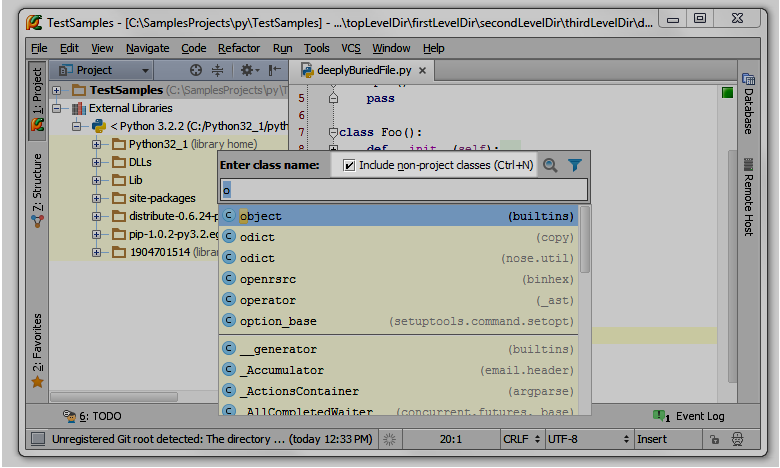 TestSamples - [C:\SamplesProjects\py\TestSamples] - ...\topLevelDir\firstLevelDir\secondLevelDir\thirdLevelDir\d...
File Edit View Navigate Code Refactor Run Tools VCS Window Help
1: Project
Project
deeplyBuriedFile.py
Database
TestSamples (C:\SamplesProjects\py\T
External Libraries
< Python 3.2.2 (C:/Python32_1/pyth
Python32_1 (library home)
DLLs
Lib
site-packages
distribute-0.6.24-p
pip-1.0.2-py3.2.eg
1904701514 (librar
7: Structure
2: Favorites
Remote Host
5 pass
6
7 class Foo():
8 def __init__(self):
Enter class name: Include non-project classes (Ctrl+N)
o
object (builtins)
odict (copy)
odict (nose.util)
openrsrc (binhex)
operator (_ast)
option_base (setuptools.command.setopt)
__generator (builtins)
_Accumulator (email.header)
_ActionsContainer (argparse)
_AllCompletedWaiter (concurrent.futures._base)
6: TODO
1 Event Log
Unregistered Git root detected: The directory ... (today 12:33 PM) 20:1 CRLF UTF-8 Insert